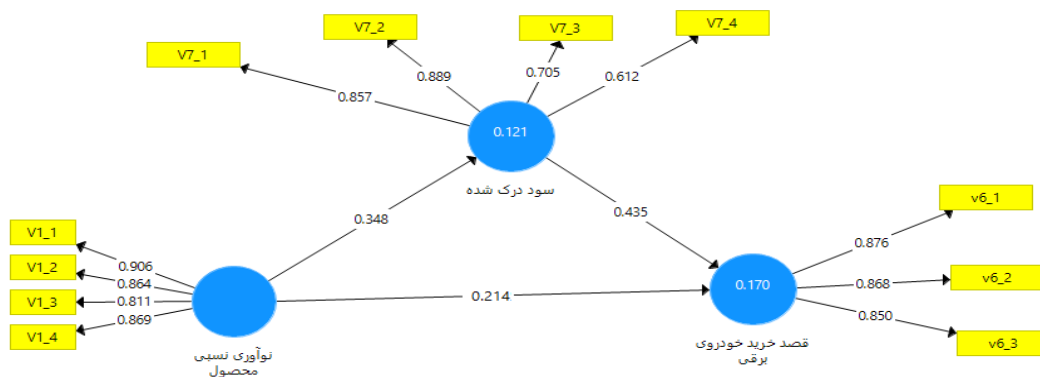 V7_1
V7_2
V7_3
V7_4
0.857
0.889
0.705
0.612
0.121
سود درک شده
0.348
0.435
V1_1
V1_2
V1_3
V1_4
0.906
0.864
0.811
0.869
نوآوری نسبی
محصول
0.214
0.170
قصد خرید خودروی
برقی
0.876
0.868
0.850
v6_1
v6_2
v6_3